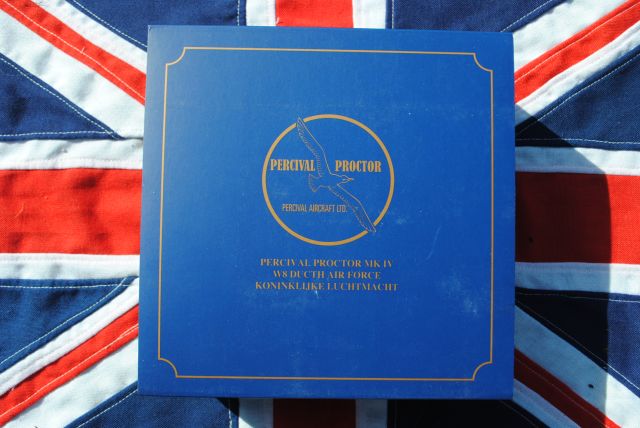 PERCIVAL PROCTOR
PERCIVAL AIRCRAFT LTD.
PERCIVAL PROCTOR MK IV
W8 DUCTH AIR FORCE
KONINKLIJKE LUCHTMACHT